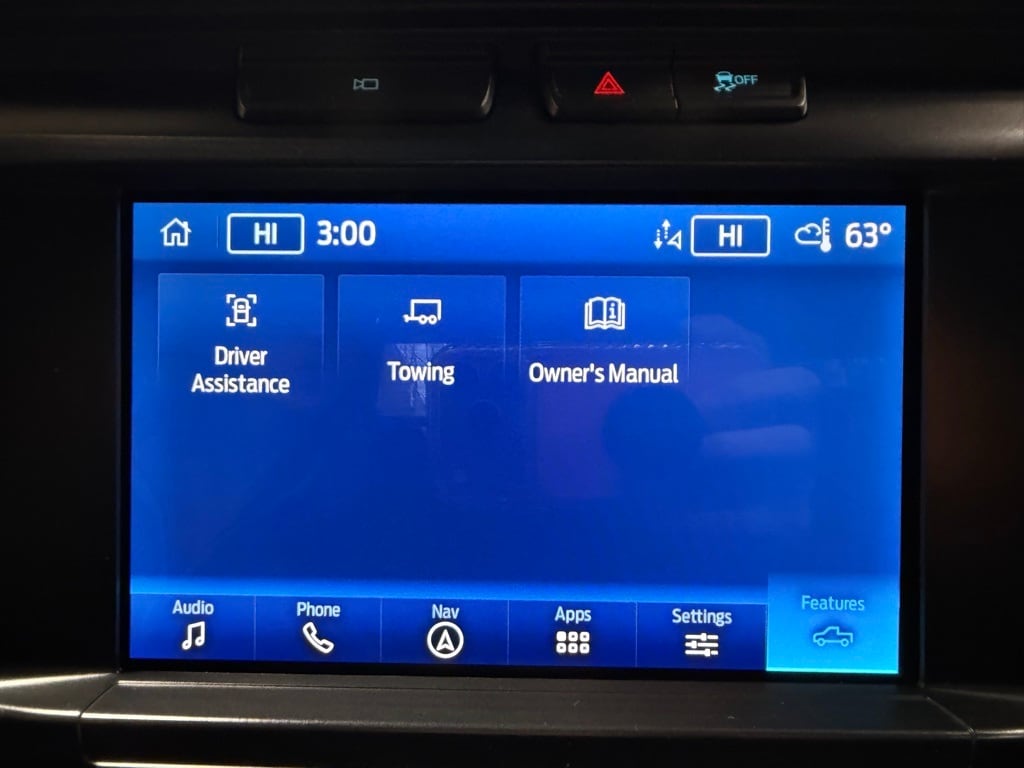 OFF
HI 3:00 HI 63°
Driver
Assistance
Towing
Owner's Manual
Audio Phone Nav Apps Settings Features